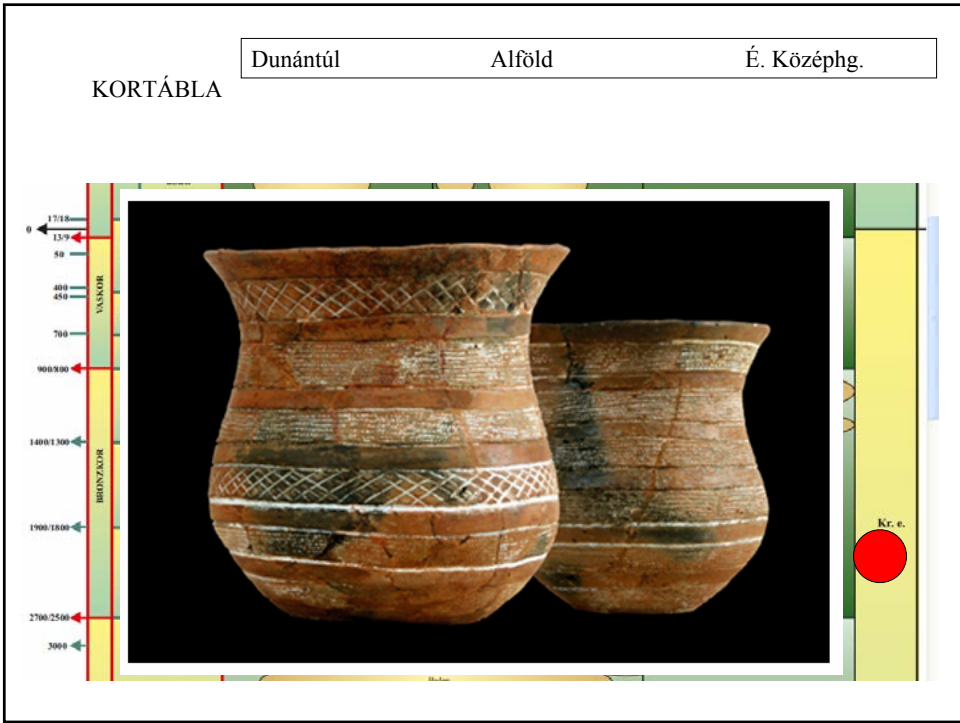 Dunántúl Alföld É. Középhg.
KORTÁBLA
17/18
0
13/9
50
400
450
VASKOR
700
900/800
1400/1300
BRONZKOR
1900/1800
Kr. e.
2700/2500
3000